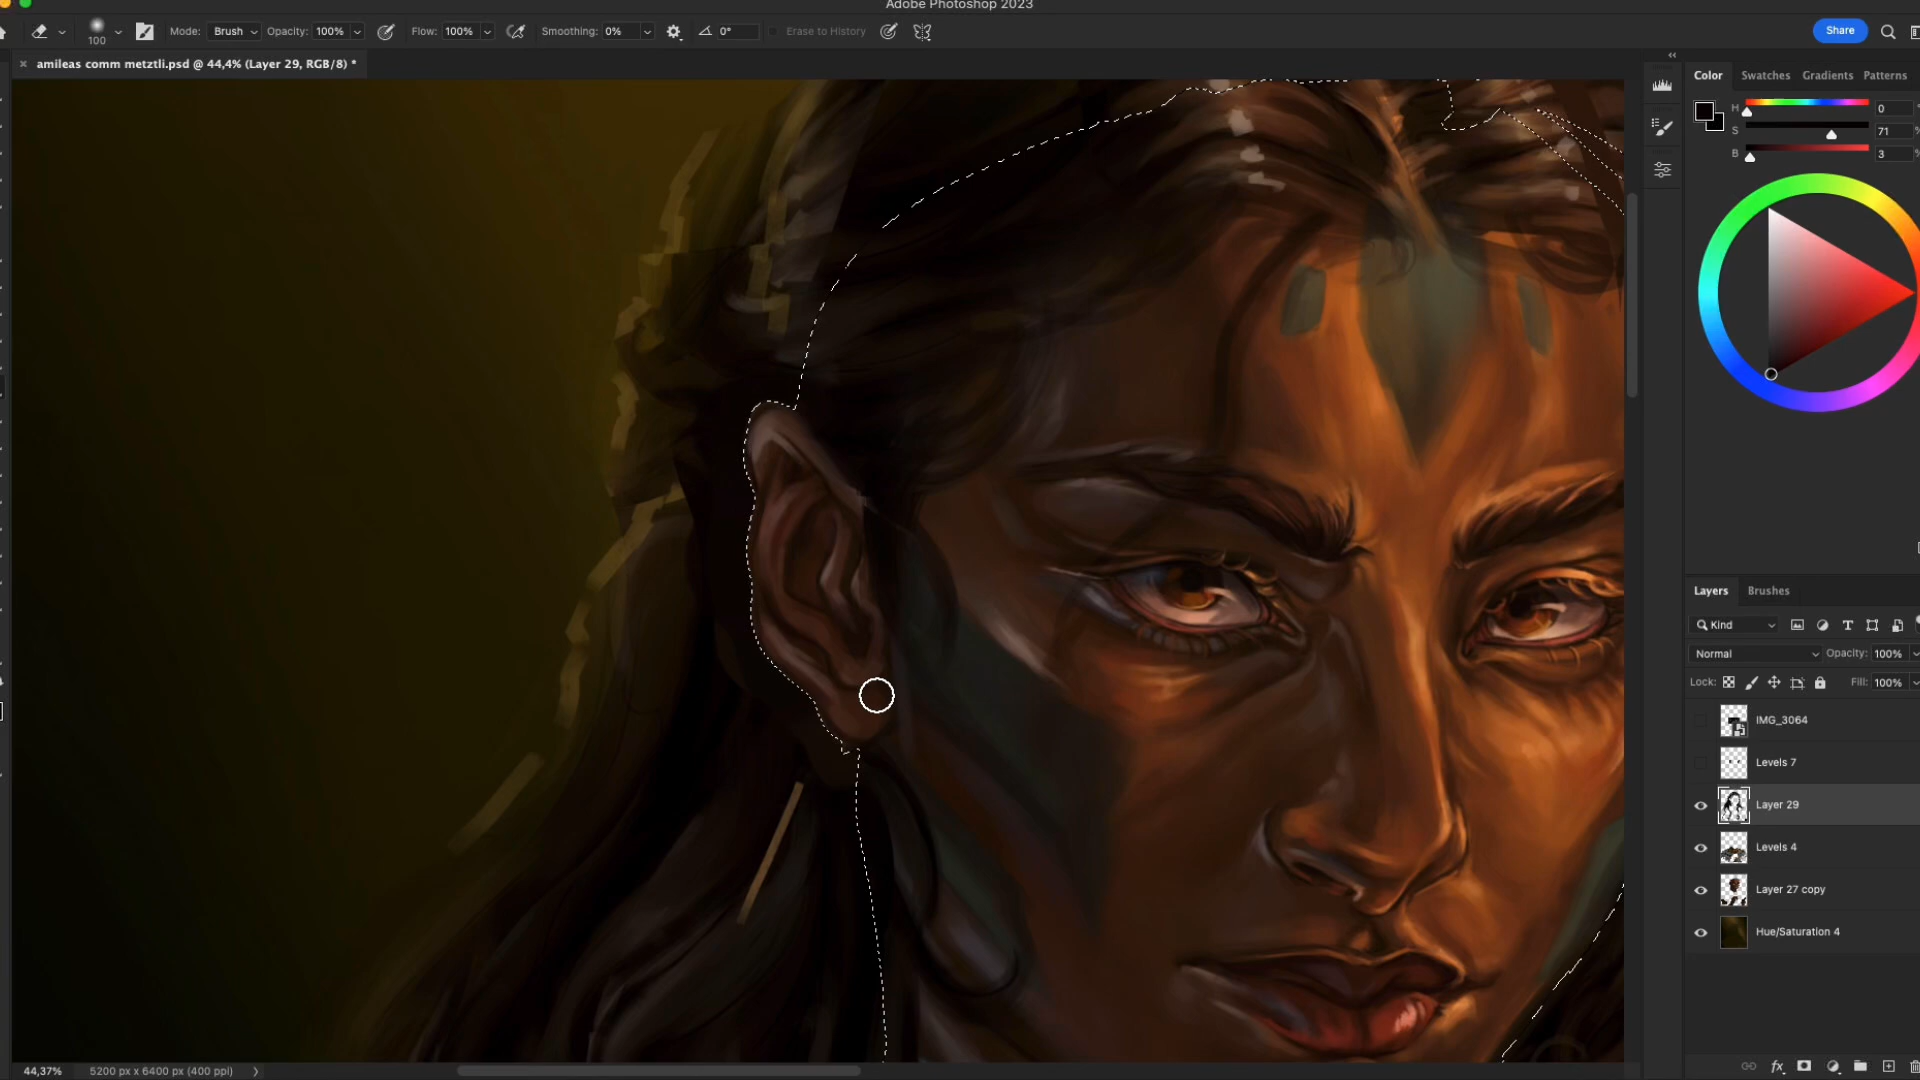 Adobe Photoshop 2023
100 Mode: Brush Opacity: 100% Flow: 100% Smoothing: 0% 0° Erase to History Share
amileas comm metztli.psd @ 44,4% (Layer 29, RGB/8) *
Color Swatches Gradients Patterns
H 0
S 71
B 3
Layers Brushes
Kind
Normal Opacity: 100%
Lock: Fill: 100%
IMG_3064
Levels 7
Layer 29
Levels 4
Layer 27 copy
Hue/Saturation 4
44,37% 5200 px x 6400 px (400 ppi)